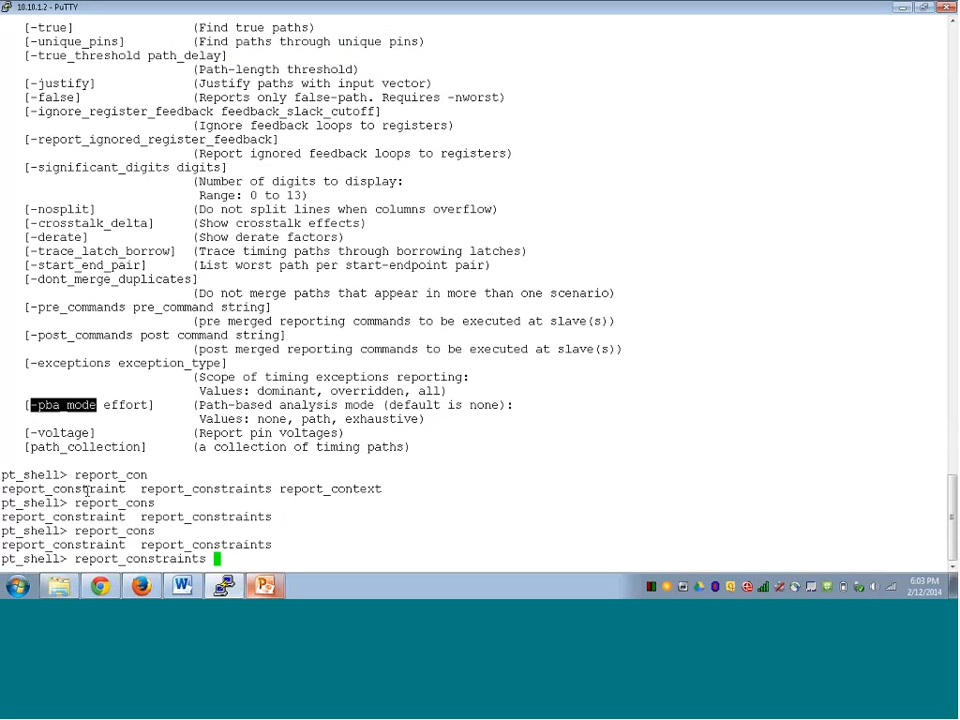 10.10.1.2 - PuTTY
[-true] (Find true paths)
[-unique_pins] (Find paths through unique pins)
[-true_threshold path_delay]
(Path-length threshold)
[-justify] (Justify paths with input vector)
[-false] (Reports only false-path. Requires -nworst)
[-ignore_register_feedback feedback_slack_cutoff]
(Ignore feedback loops to registers)
[-report_ignored_register_feedback]
(Report ignored feedback loops to registers)
[-significant_digits digits]
(Number of digits to display:
Range: 0 to 13)
[-nosplit] (Do not split lines when columns overflow)
[-crosstalk_delta] (Show crosstalk effects)
[-derate] (Show derate factors)
[-trace_latch_borrow] (Trace timing paths through borrowing latches)
[-start_end_pair] (List worst path per start-endpoint pair)
[-dont_merge_duplicates]
(Do not merge paths that appear in more than one scenario)
[-pre_commands pre_command string]
(pre merged reporting commands to be executed at slave(s))
[-post_commands post command string]
(post merged reporting commands to be executed at slave(s))
[-exceptions exception_type]
(Scope of timing exceptions reporting:
Values: dominant, overridden, all)
[-pba_mode effort] (Path-based analysis mode (default is none):
Values: none, path, exhaustive)
[-voltage] (Report pin voltages)
[path_collection] (a collection of timing paths)
pt_shell> report_con
report_constraint report_constraints report_context
pt_shell> report_cons
report_constraint report_constraints
pt_shell> report_cons
report_constraint report_constraints
pt_shell> report_constraints
6:03 PM
2/12/2014